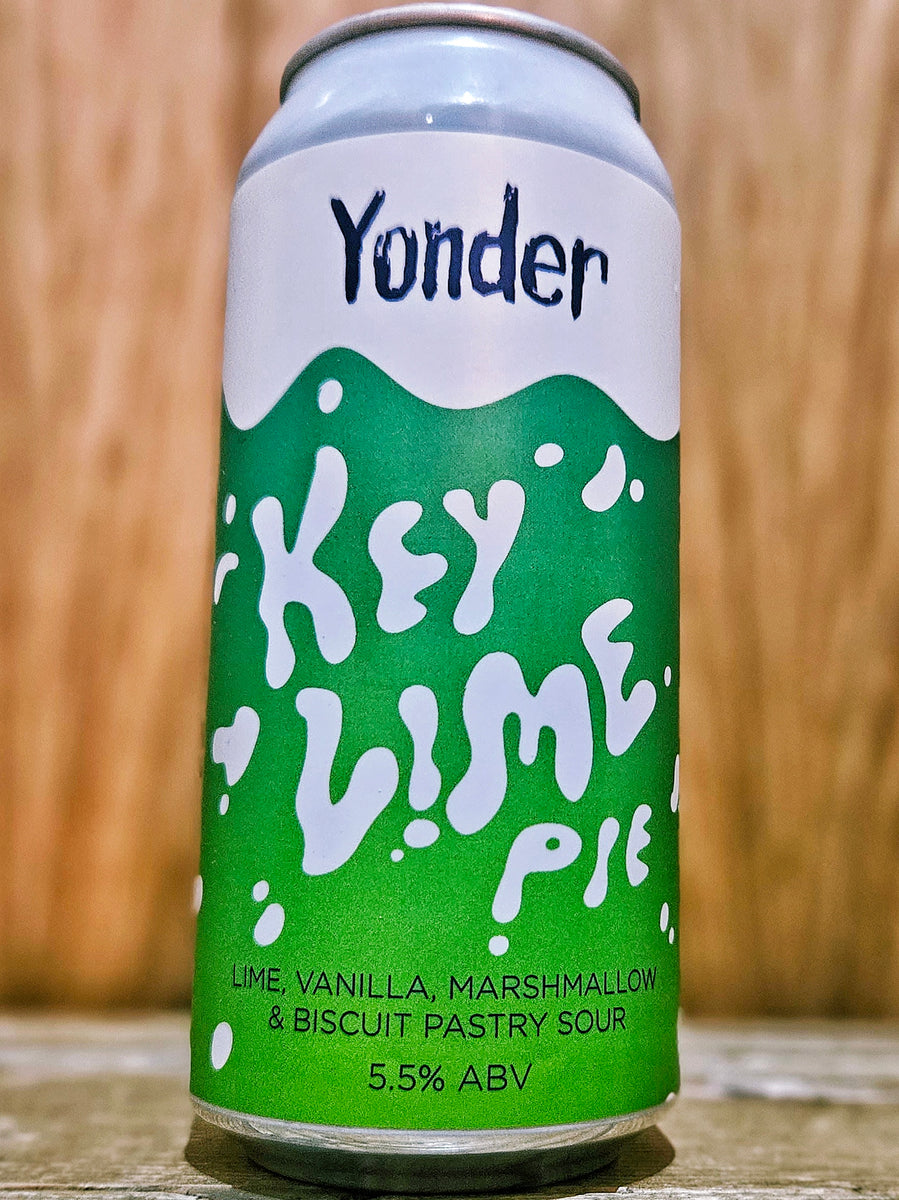 Yonder
KEY
LIME
PIE
LIME, VANILLA, MARSHMALLOW
& BISCUIT PASTRY SOUR
5.5% ABV